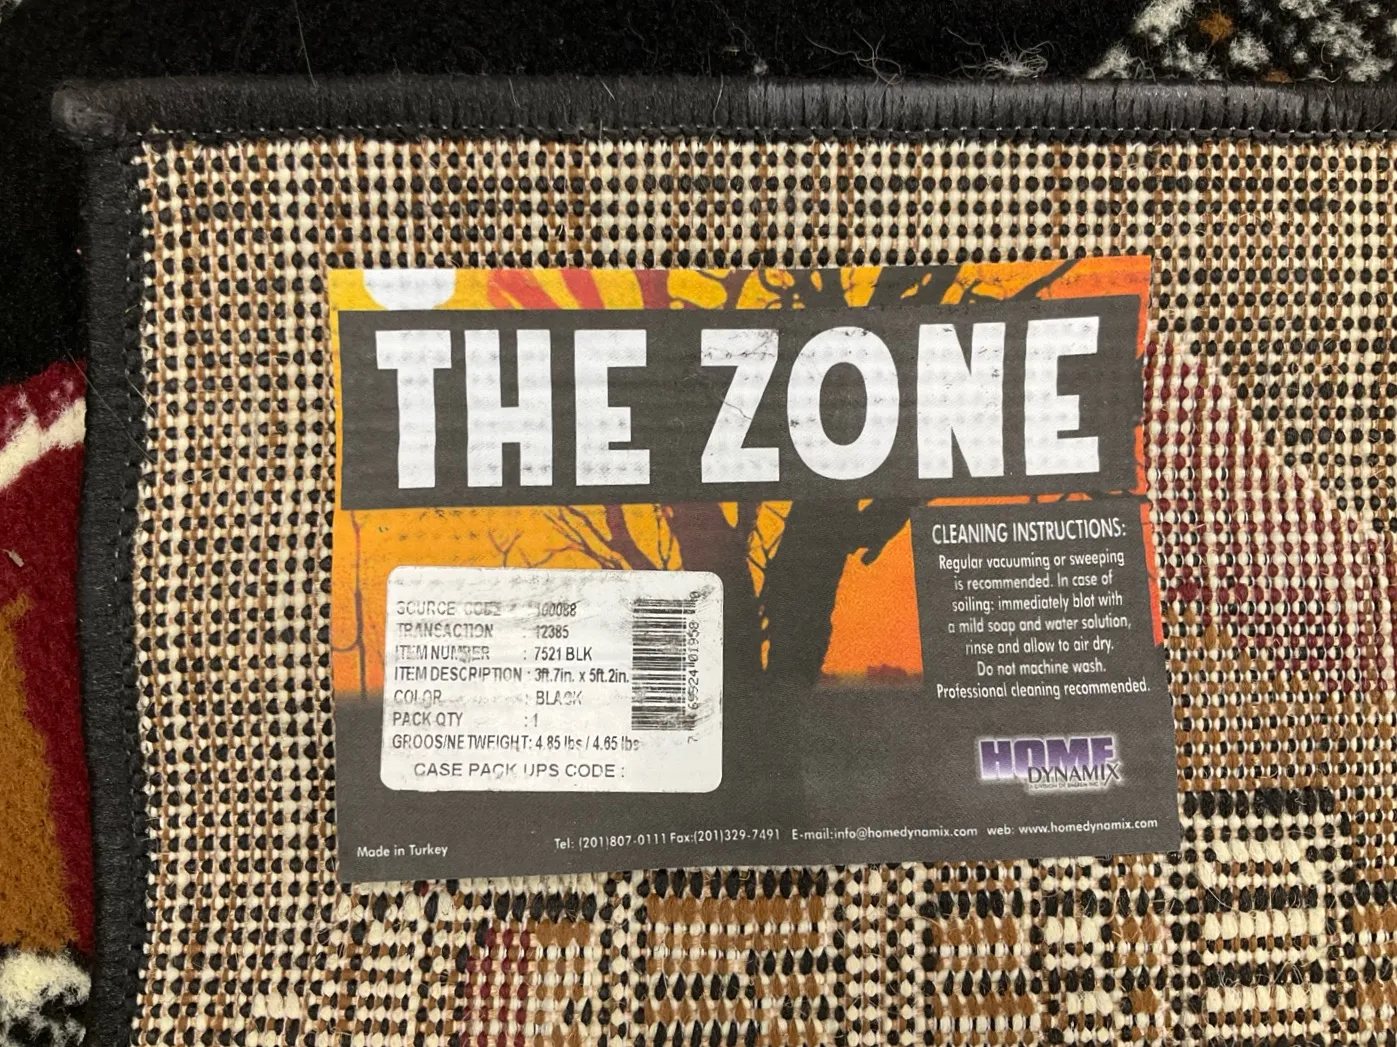 THE ZONE
CLEANING INSTRUCTIONS:
Regular vacuuming or sweeping
is recommended. In case of
soiling: immediately blot with
a mild soap and water solution,
rinse and allow to air dry.
Do not machine wash.
Professional cleaning recommended.
SOURCE CODE : 100088
TRANSACTION : 12385
ITEM NUMBER : 7521 BLK
ITEM DESCRIPTION : 3ft.7in. x 5ft.2in.
COLOR : BLACK
PACK QTY : 1
GROOS/NETWEIGHT: 4.85 lbs / 4.65 lbs
CASE PACK UPS CODE :
HOME
DYNAMIX
Made in Turkey
Tel: (201)807-0111 Fax:(201)329-7491 E-mail:info@homedynamix.com web: www.homedynamix.com